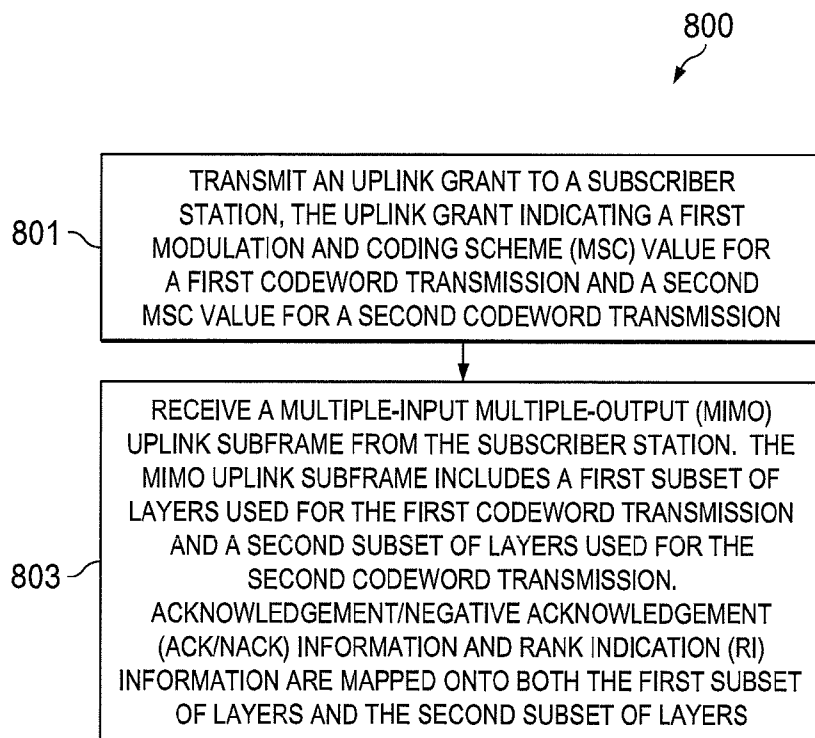 800
801
TRANSMIT AN UPLINK GRANT TO A SUBSCRIBER
STATION, THE UPLINK GRANT INDICATING A FIRST
MODULATION AND CODING SCHEME (MSC) VALUE FOR
A FIRST CODEWORD TRANSMISSION AND A SECOND
MSC VALUE FOR A SECOND CODEWORD TRANSMISSION
803
RECEIVE A MULTIPLE-INPUT MULTIPLE-OUTPUT (MIMO)
UPLINK SUBFRAME FROM THE SUBSCRIBER STATION. THE
MIMO UPLINK SUBFRAME INCLUDES A FIRST SUBSET OF
LAYERS USED FOR THE FIRST CODEWORD TRANSMISSION
AND A SECOND SUBSET OF LAYERS USED FOR THE
SECOND CODEWORD TRANSMISSION.
ACKNOWLEDGEMENT/NEGATIVE ACKNOWLEDGEMENT
(ACK/NACK) INFORMATION AND RANK INDICATION (RI)
INFORMATION ARE MAPPED ONTO BOTH THE FIRST SUBSET
OF LAYERS AND THE SECOND SUBSET OF LAYERS